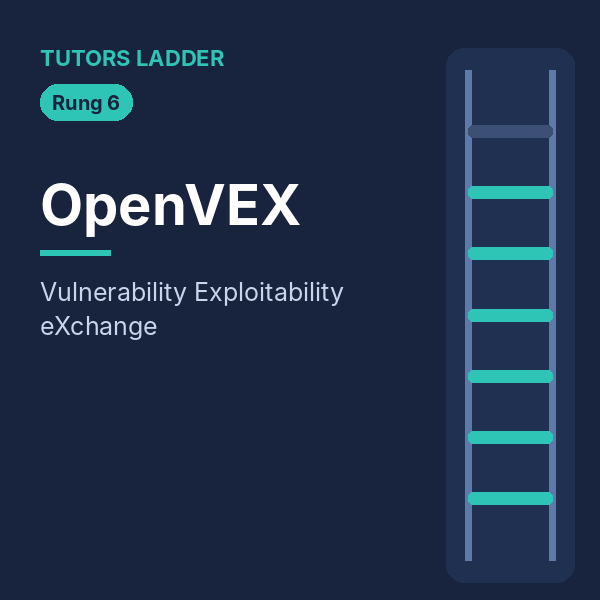 TUTORS LADDER
Rung 6
OpenVEX
Vulnerability Exploitability
eXchange